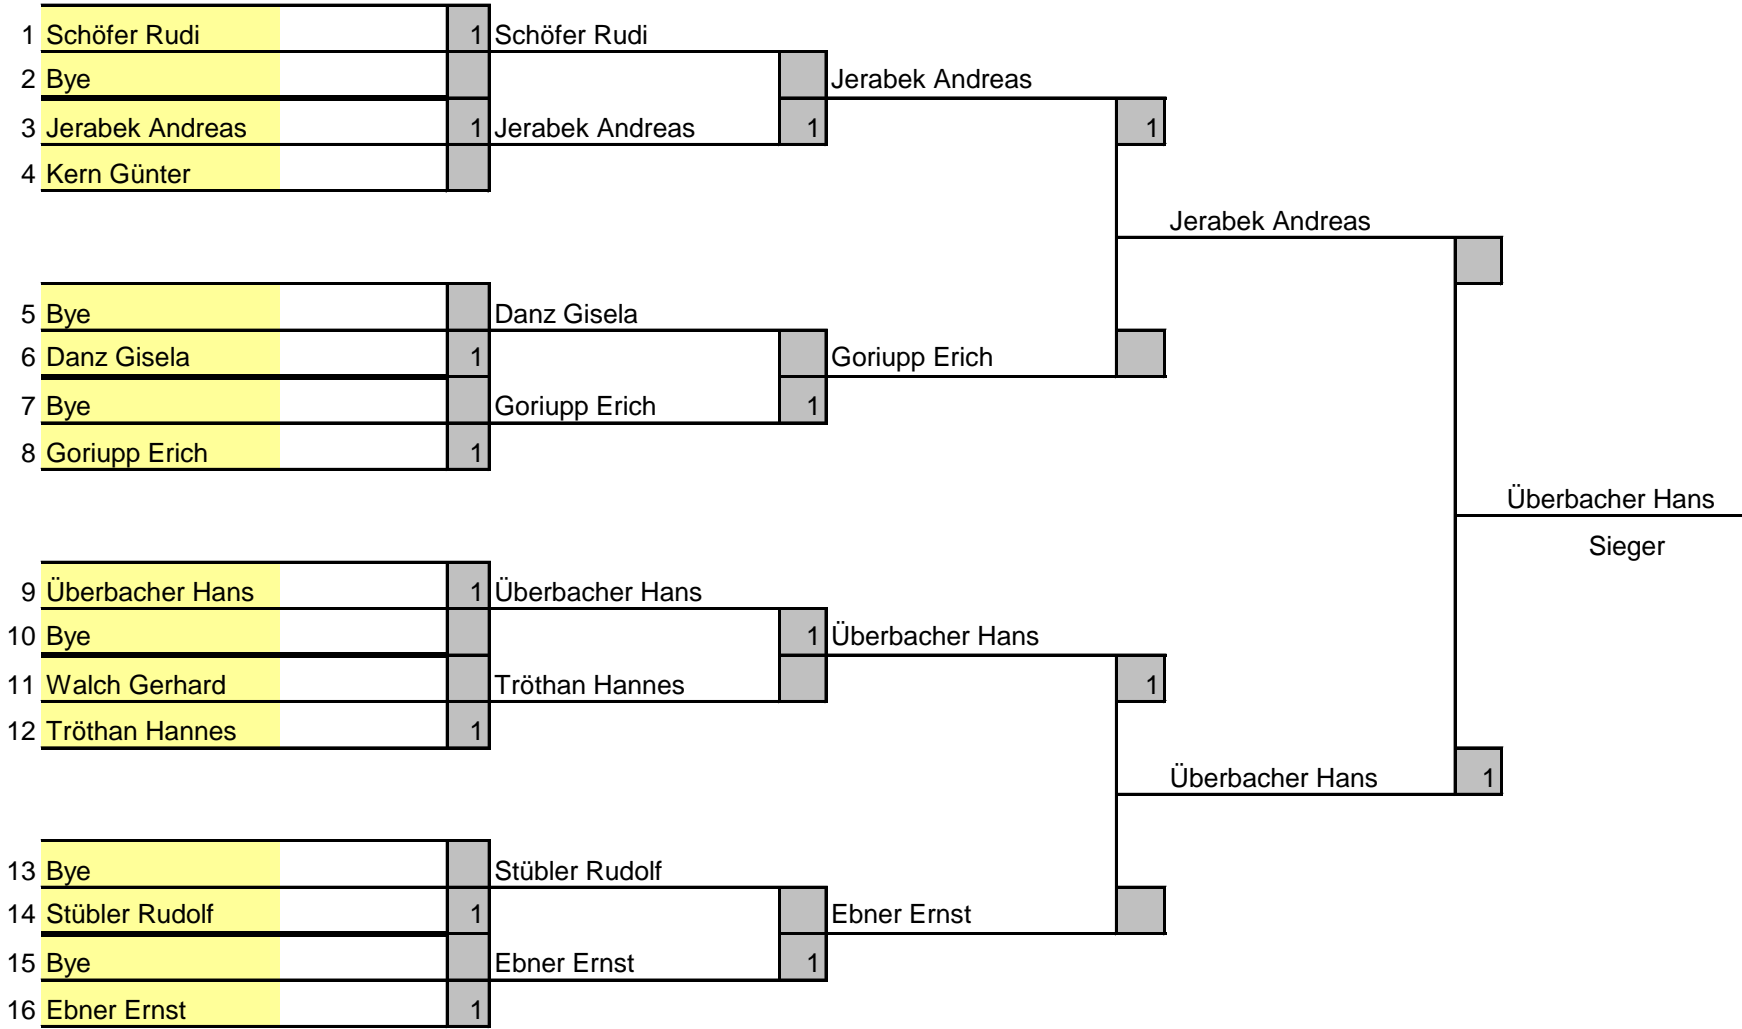 1 Schöfer Rudi 1 Schöfer Rudi
2 Bye Jerabek Andreas
3 Jerabek Andreas 1 Jerabek Andreas 1 1
4 Kern Günter
Jerabek Andreas
5 Bye Danz Gisela
6 Danz Gisela 1 Goriupp Erich
7 Bye Goriupp Erich 1
8 Goriupp Erich 1
Überbacher Hans
Sieger
9 Überbacher Hans 1 Überbacher Hans
10 Bye 1 Überbacher Hans
11 Walch Gerhard Tröthan Hannes 1
12 Tröthan Hannes 1
Überbacher Hans 1
13 Bye Stübler Rudolf
14 Stübler Rudolf 1 Ebner Ernst
15 Bye Ebner Ernst 1
16 Ebner Ernst 1